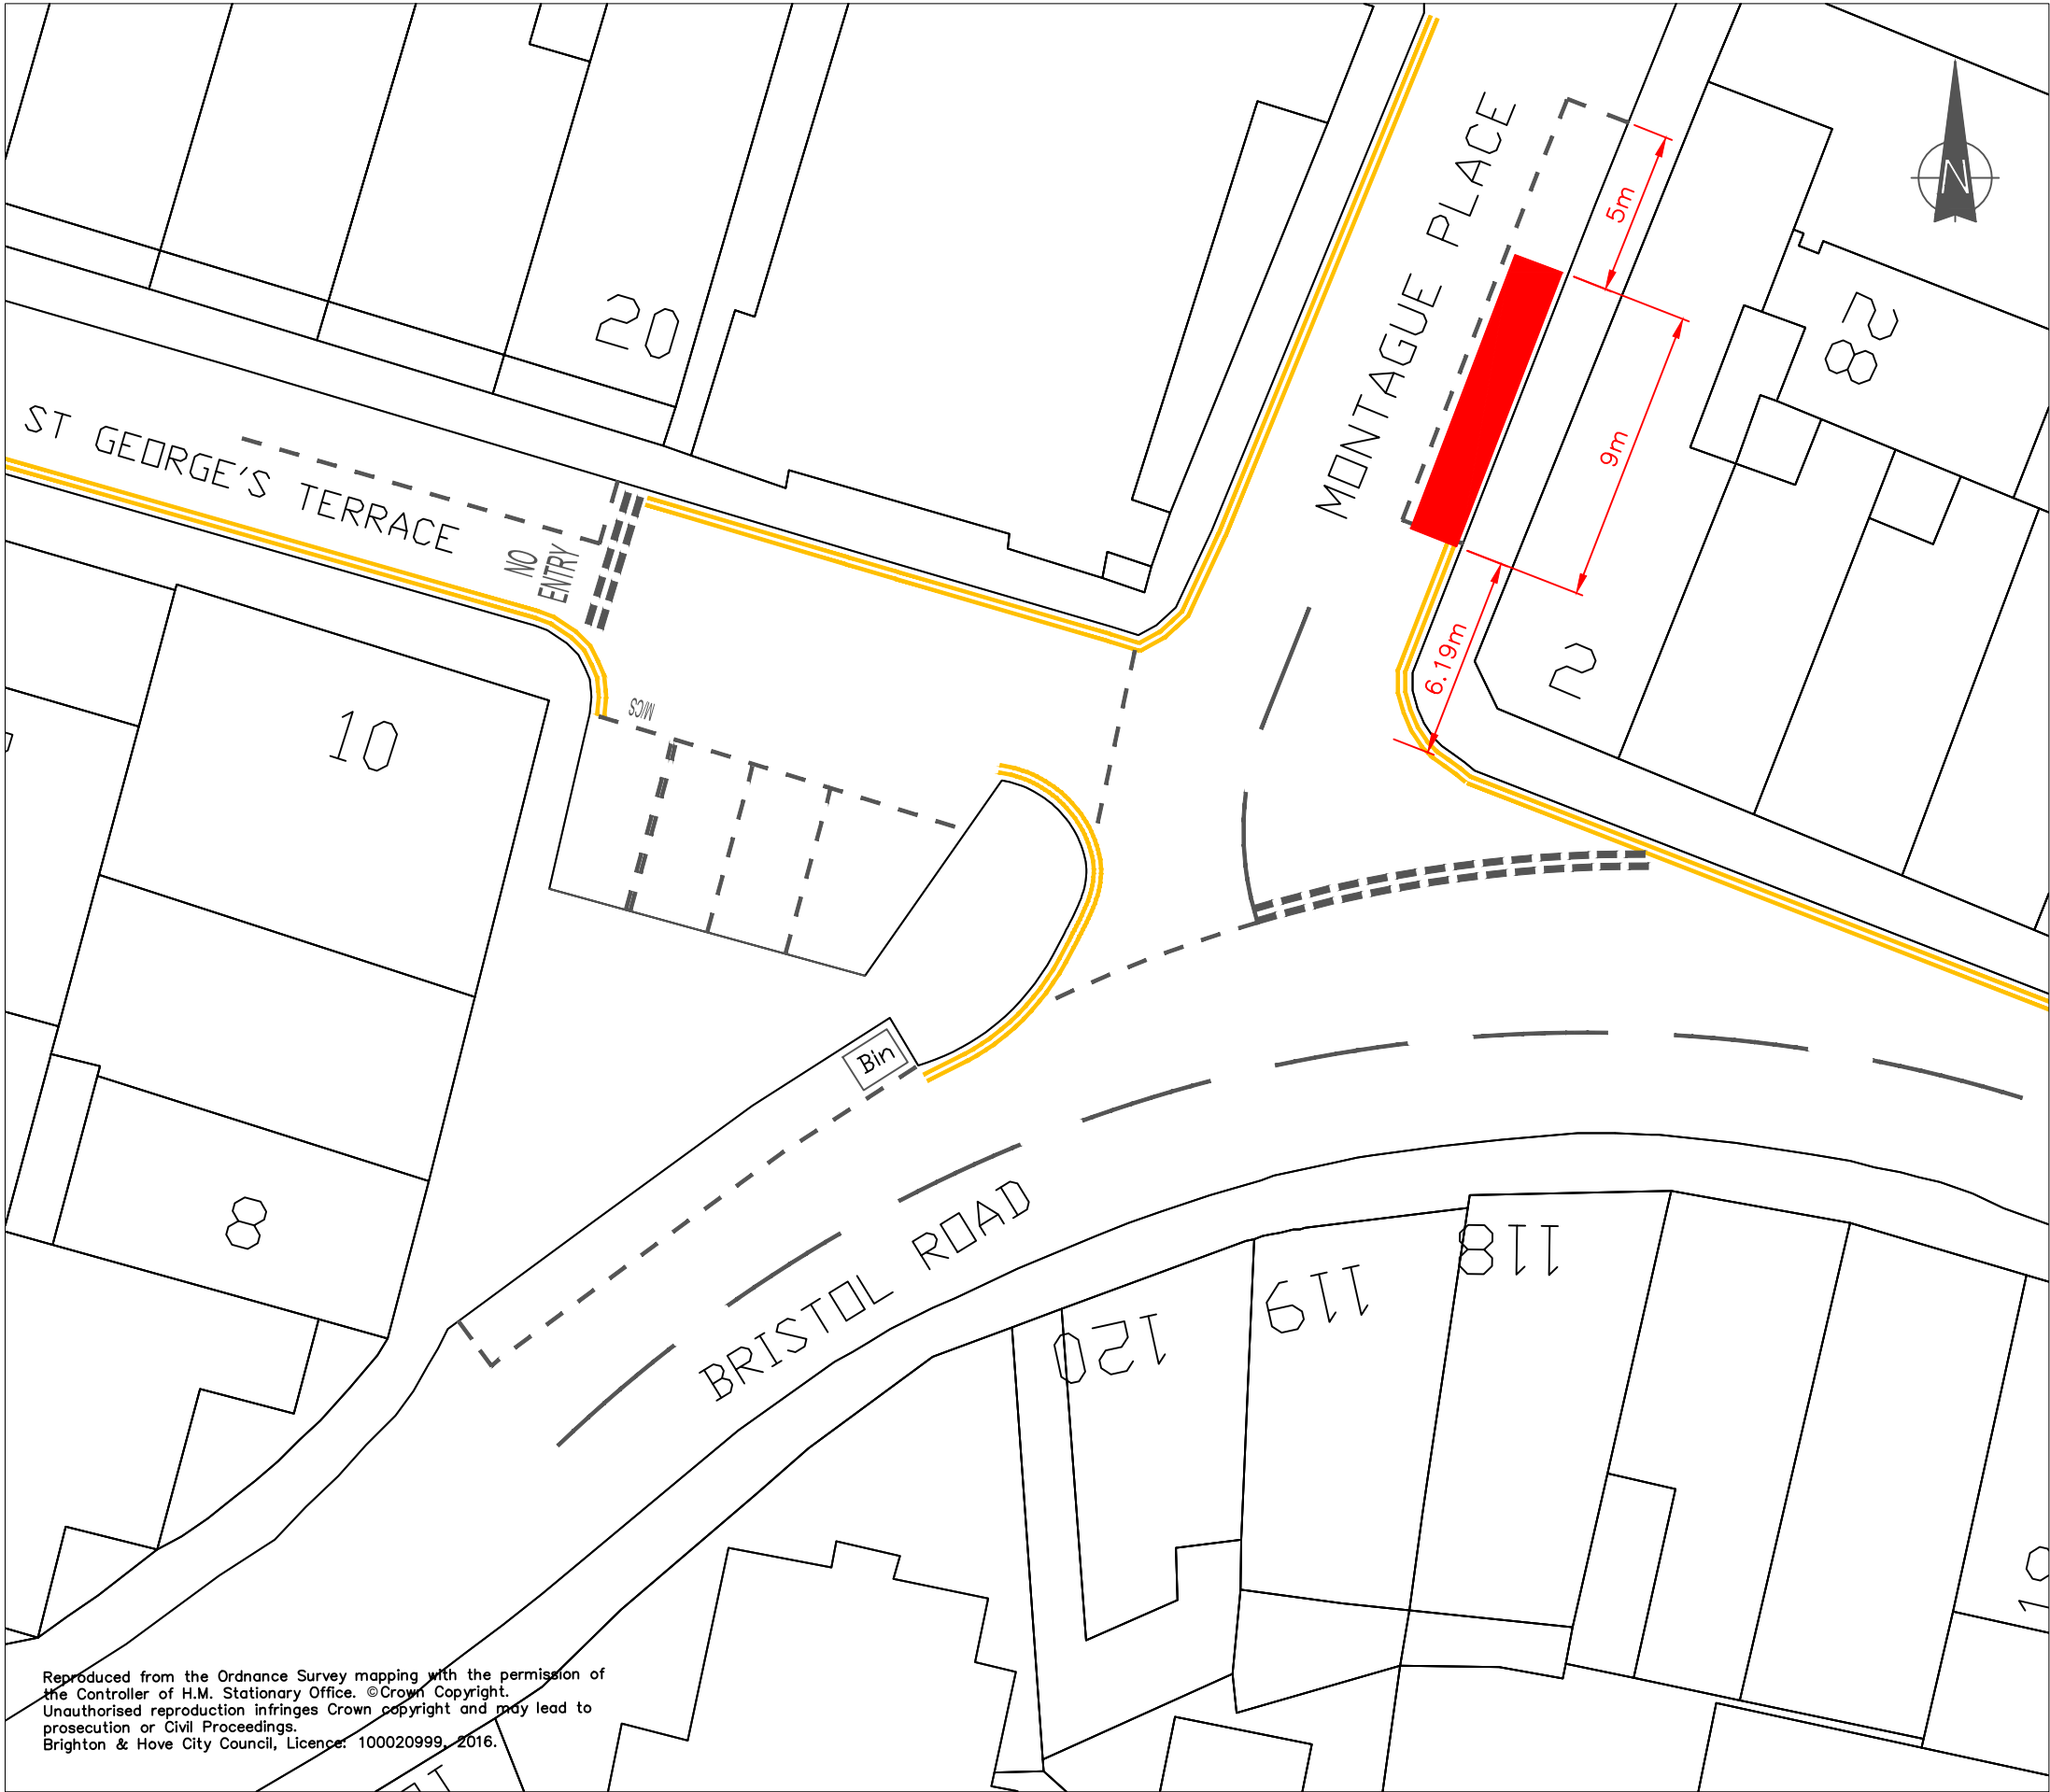 MONTAGUE PLACE
N
5m
20
28
ST GEORGE'S TERRACE
9m
NO
ENTRY
6.19m
2
M/CS
10
Bin
8
BRISTOL ROAD
118
119
120
Reproduced from the Ordnance Survey mapping with the permission of
the Controller of H.M. Stationary Office. ©Crown Copyright.
Unauthorised reproduction infringes Crown copyright and may lead to
prosecution or Civil Proceedings.
Brighton & Hove City Council, Licence: 100020999, 2016.